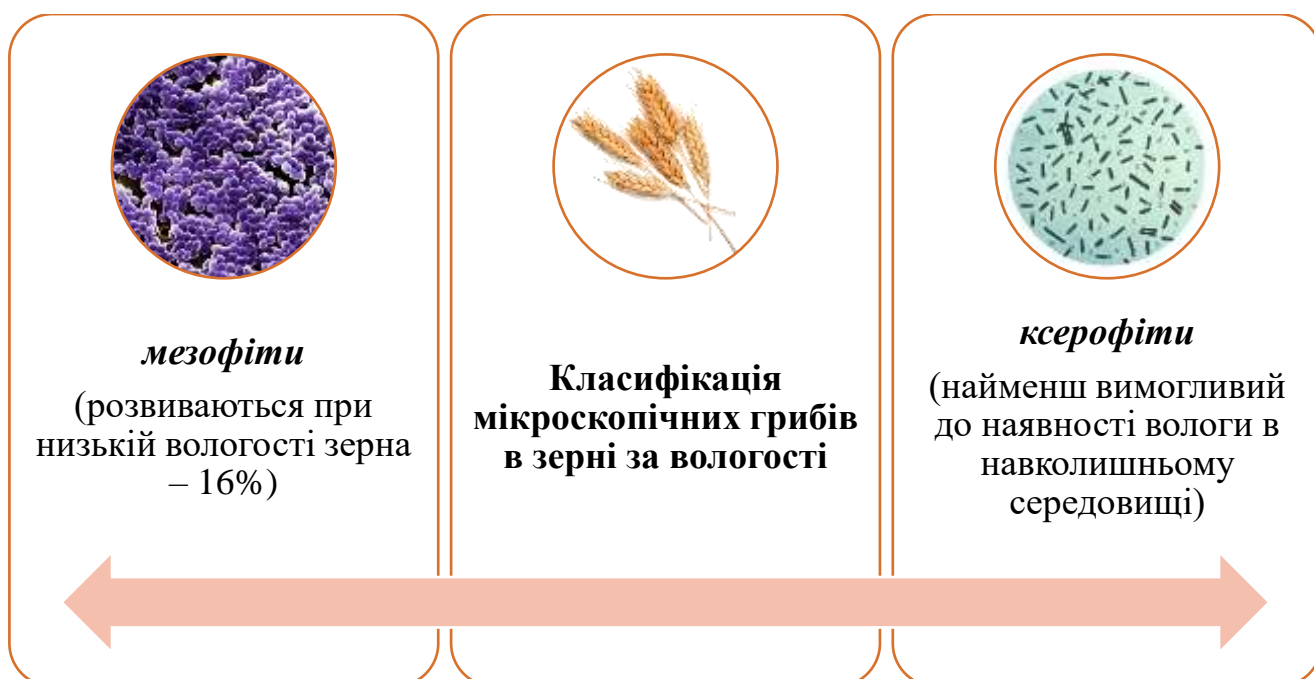 мезофіти
(розвиваються при
низькій вологості зерна
– 16%)
Класифікація
мікроскопічних грибів
в зерні за вологості
ксерофіти
(найменш вимогливий
до наявності вологи в
навколишньому
середовищі)